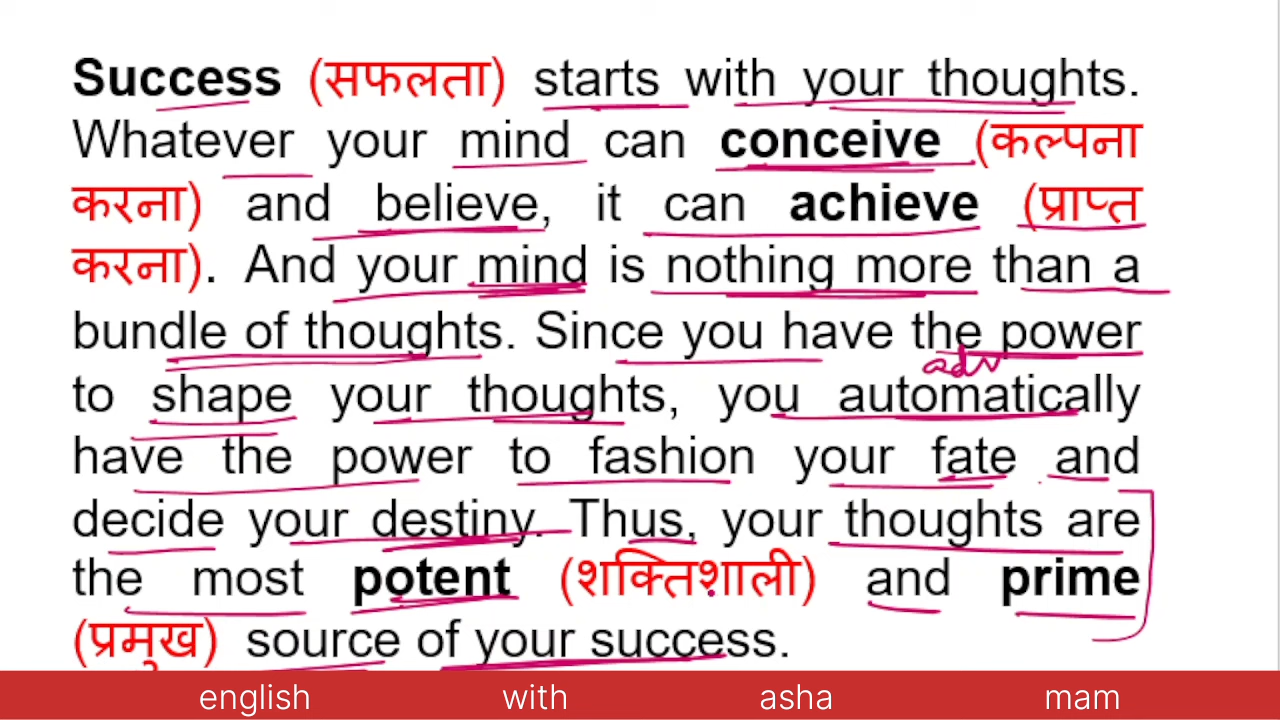 Success (सफलता) starts with your thoughts.
Whatever your mind can conceive (कल्पना
करना) and believe, it can achieve (प्राप्त
करना). And your mind is nothing more than a
bundle of thoughts. Since you have the power
adv
to shape your thoughts, you automatically
have the power to fashion your fate and
decide your destiny. Thus, your thoughts are
the most potent (शक्तिशाली) and prime
(प्रमुख) source of your success.
english with asha mam